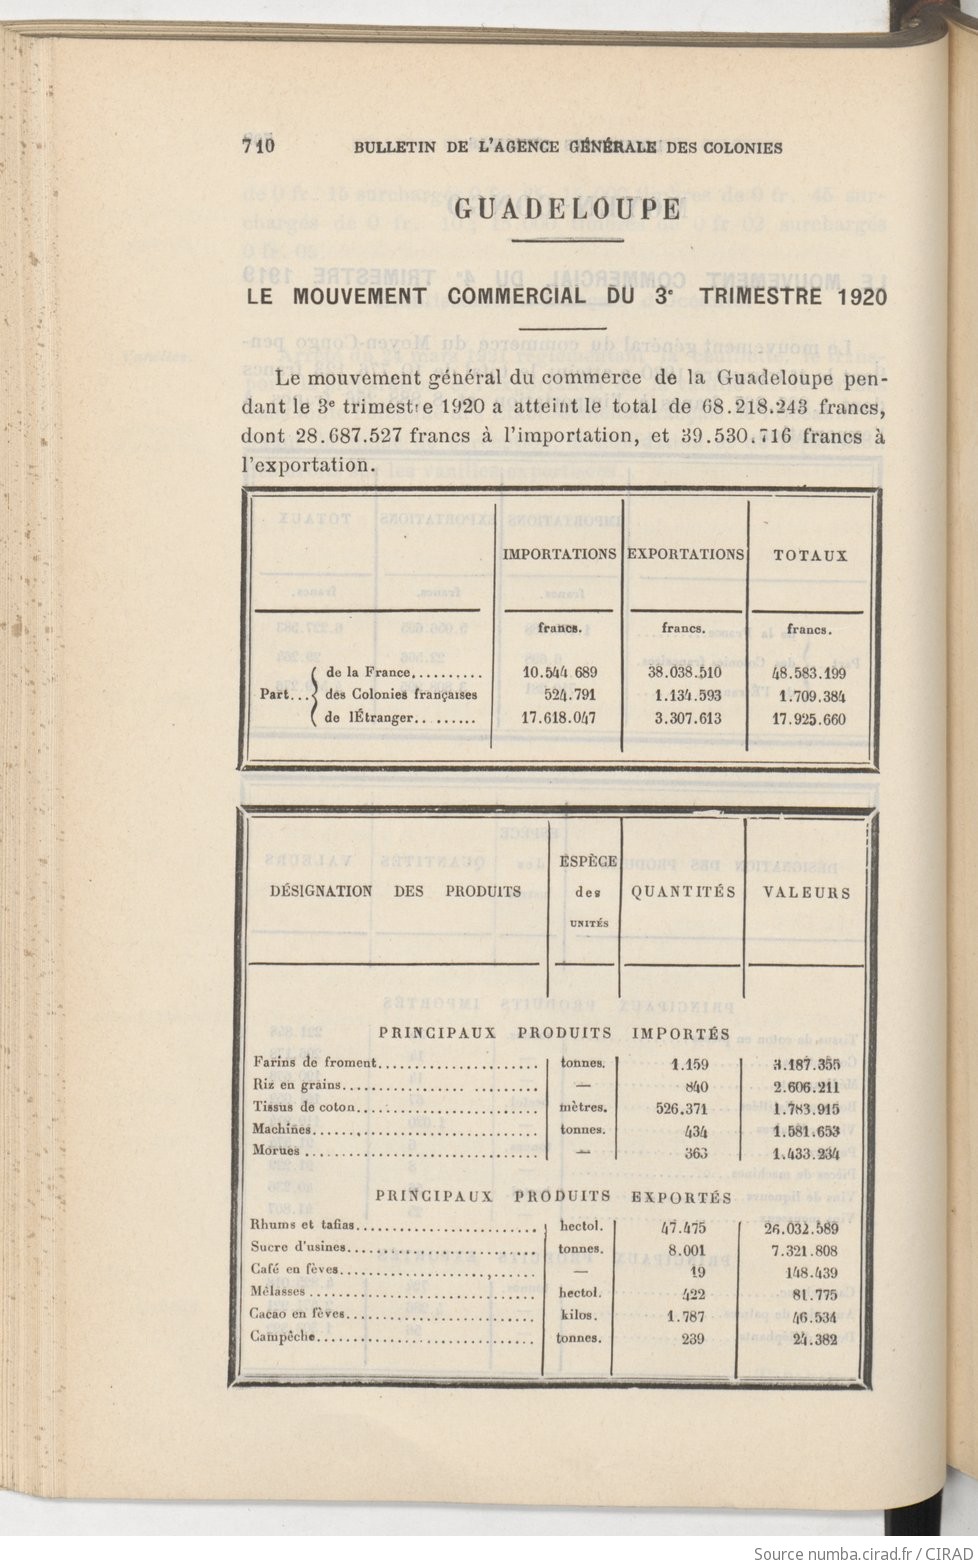 710 BULLETIN DE L'AGENCE GÉNÉRALE DES COLONIES
GUADELOUPE
LE MOUVEMENT COMMERCIAL DU 3e TRIMESTRE 1920
Le mouvement général du commerce de la Guadeloupe pen-
dant le 3e trimestre 1920 a atteint le total de 68.218.243 francs,
dont 28.687.527 francs à l'importation, et 39.530.716 francs à
l'exportation.
IMPORTATIONS EXPORTATIONS TOTAUX
francs. francs. francs.
de la France.......... 10.544 689 38.038.510 48.583.199
Part... des Colonies françaises 524.791 1.134.593 1.709.384
de lÉtranger.. ....... 17.618.047 3.307.613 17.925.660
ESPÈGE
DÉSIGNATION DES PRODUITS des QUANTITÉS VALEURS
UNITÉS
PRINCIPAUX PRODUITS IMPORTÉS
Farins de froment...................... tonnes. 1.159 3.187.355
Riz en grains.......................... — 840 2.606.211
Tissus de coton........................ mètres. 526.371 1.783.915
Machines............................... tonnes. 434 1.581.653
Morues ................................ — 363 1.433.234
PRINCIPAUX PRODUITS EXPORTÉS
Rhums et tafias........................ hectol. 47.475 26.032.589
Sucre d'usines......................... tonnes. 8.001 7.321.808
Café en fèves.......................... — 19 148.439
Mélasses .............................. hectol. 422 81.775
Cacao en fèves......................... kilos. 1.787 46.534
Campêche............................... tonnes. 239 24.382
Source numba.cirad.fr / CIRAD